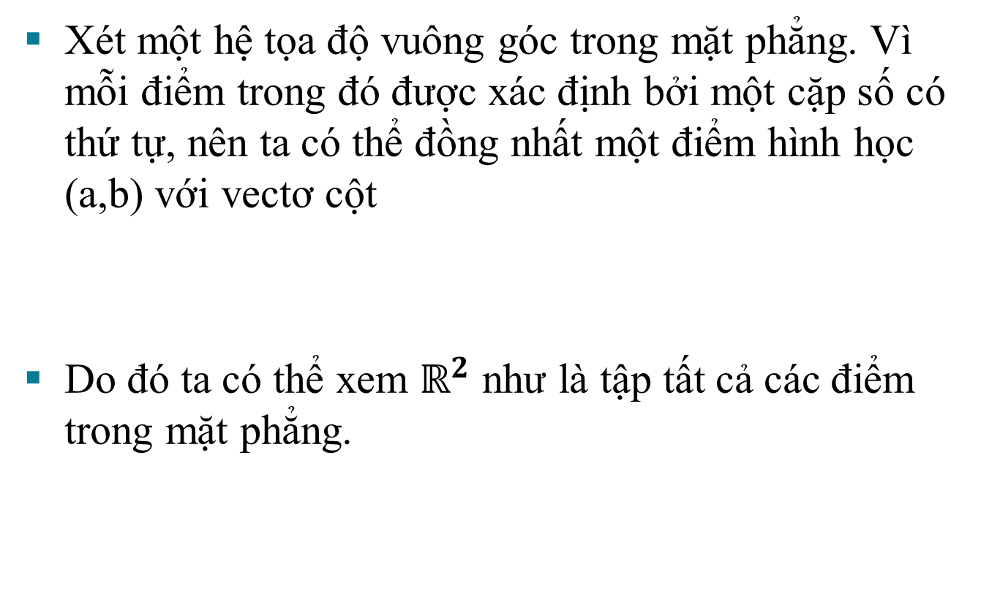 ▪ Xét một hệ tọa độ vuông góc trong mặt phẳng. Vì
mỗi điểm trong đó được xác định bởi một cặp số có
thứ tự, nên ta có thể đồng nhất một điểm hình học
(a,b) với vectơ cột
▪ Do đó ta có thể xem ℝ² như là tập tất cả các điểm
trong mặt phẳng.